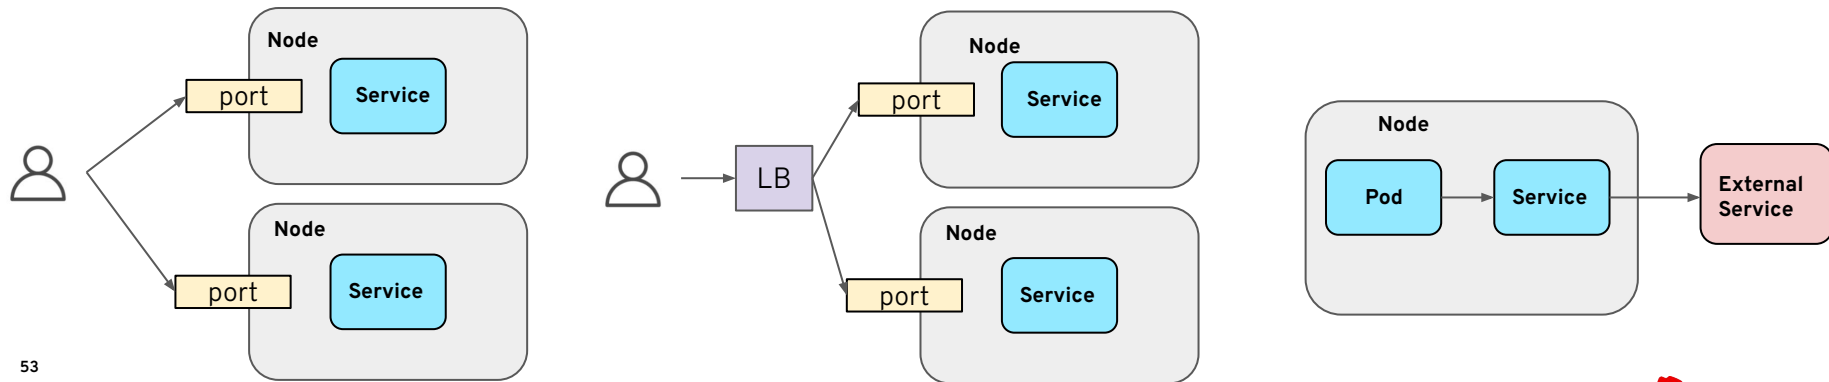 Node
port
Service
Node
port
Service
LB
Node
port
Service
Node
port
Service
Node
Pod
Service
External
Service
53